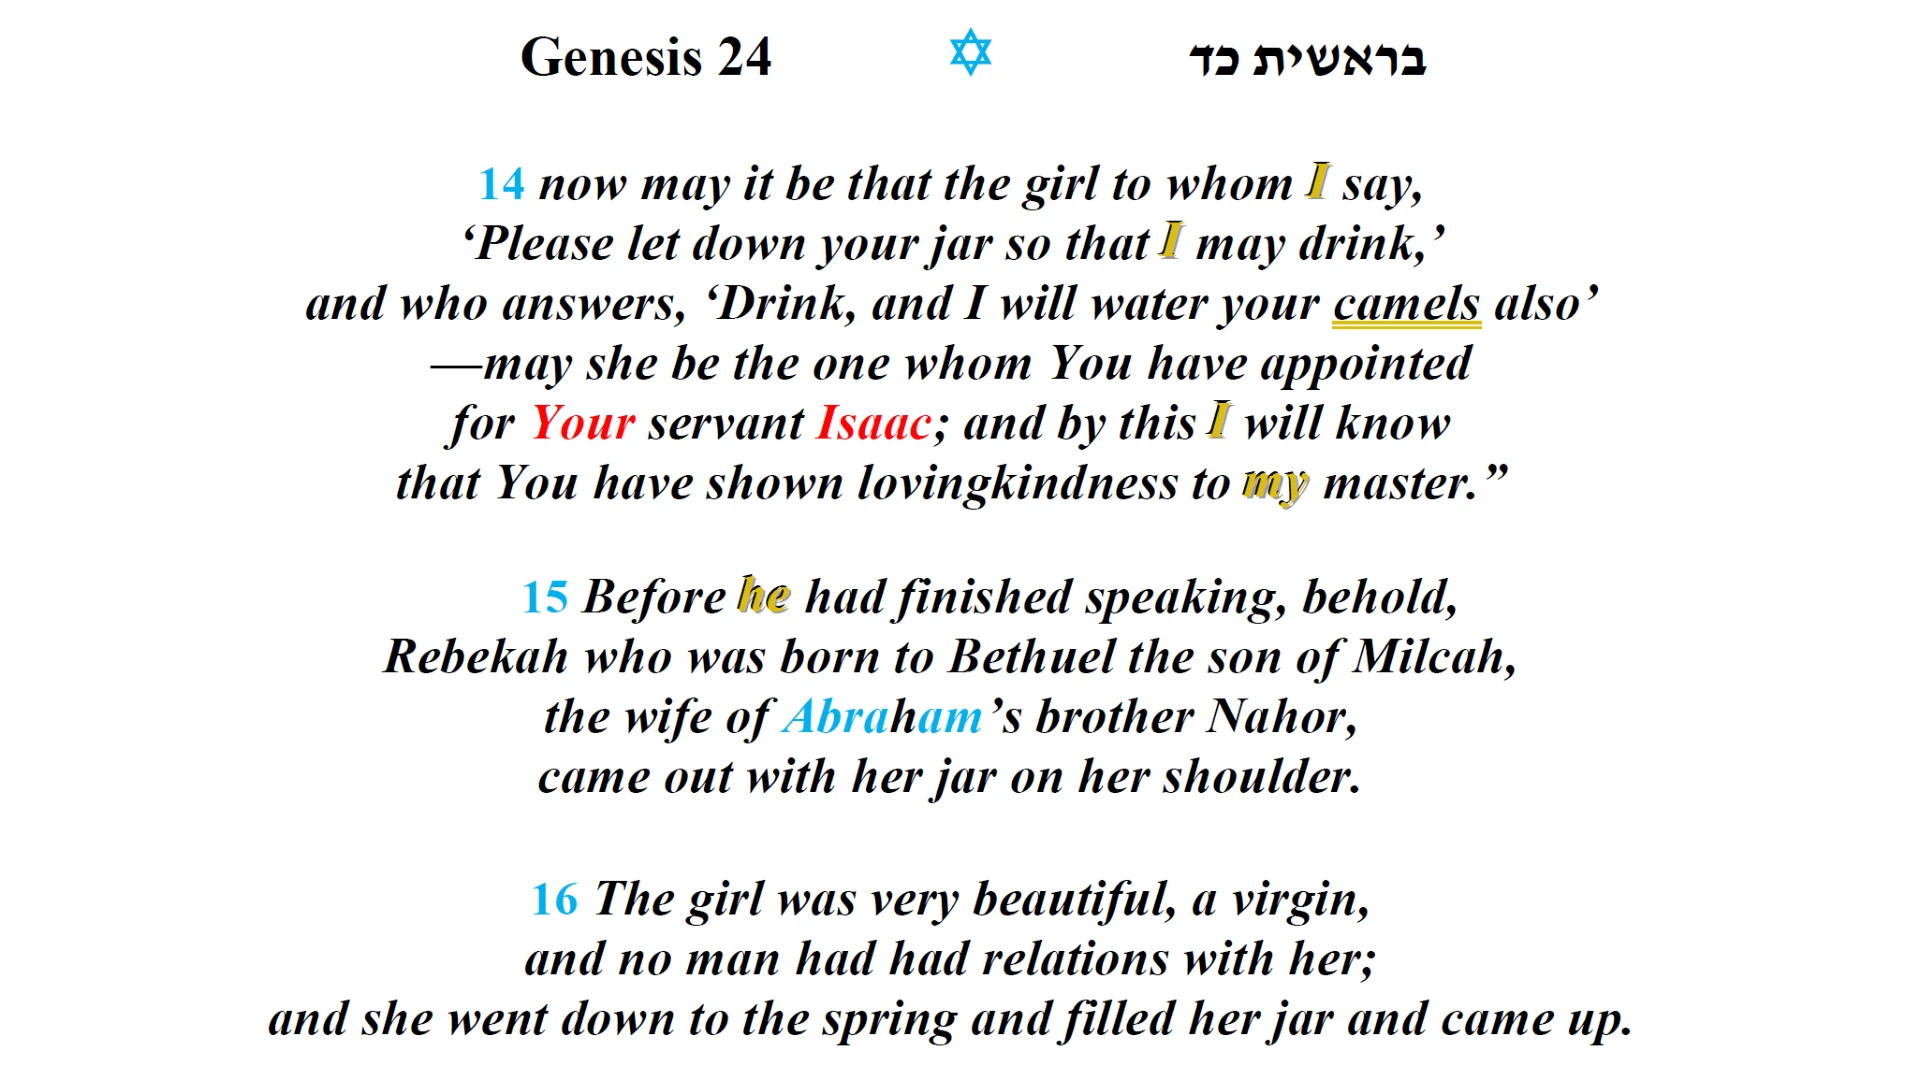 Genesis 24 ✡ בראשית כד
14 now may it be that the girl to whom I say,
‘Please let down your jar so that I may drink,’
and who answers, ‘Drink, and I will water your camels also’
—may she be the one whom You have appointed
for Your servant Isaac; and by this I will know
that You have shown lovingkindness to my master.”
15 Before he had finished speaking, behold,
Rebekah who was born to Bethuel the son of Milcah,
the wife of Abraham’s brother Nahor,
came out with her jar on her shoulder.
16 The girl was very beautiful, a virgin,
and no man had had relations with her;
and she went down to the spring and filled her jar and came up.